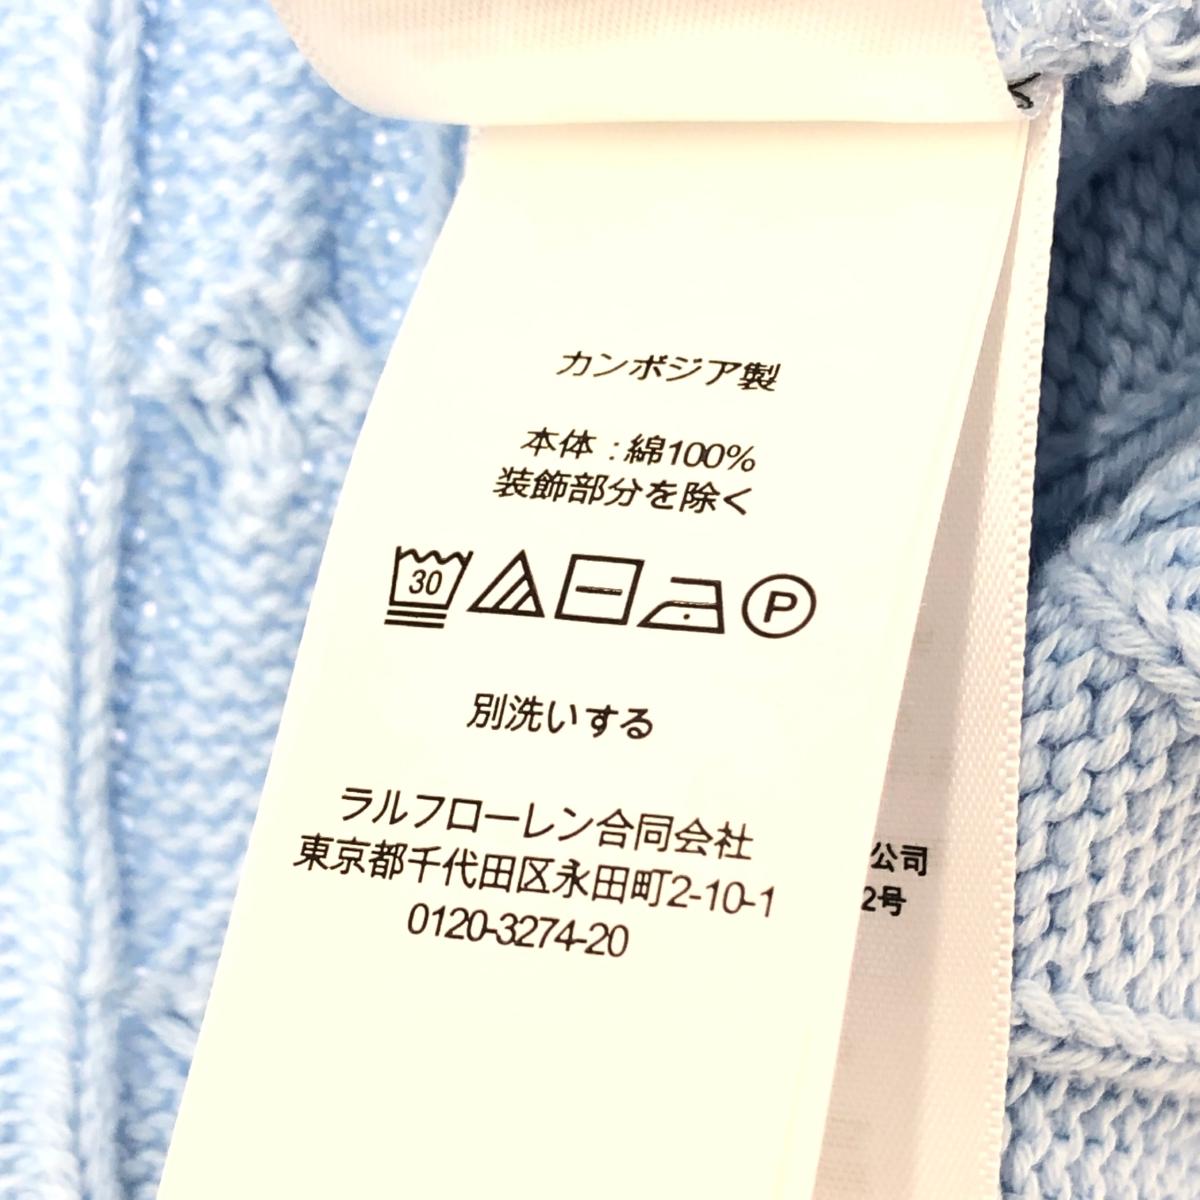 カンボジア製
本体:綿100%
装飾部分を除く
30
P
別洗いする
ラルフローレン合同会社
東京都千代田区永田町2-10-1
0120-3274-20
公司
2号